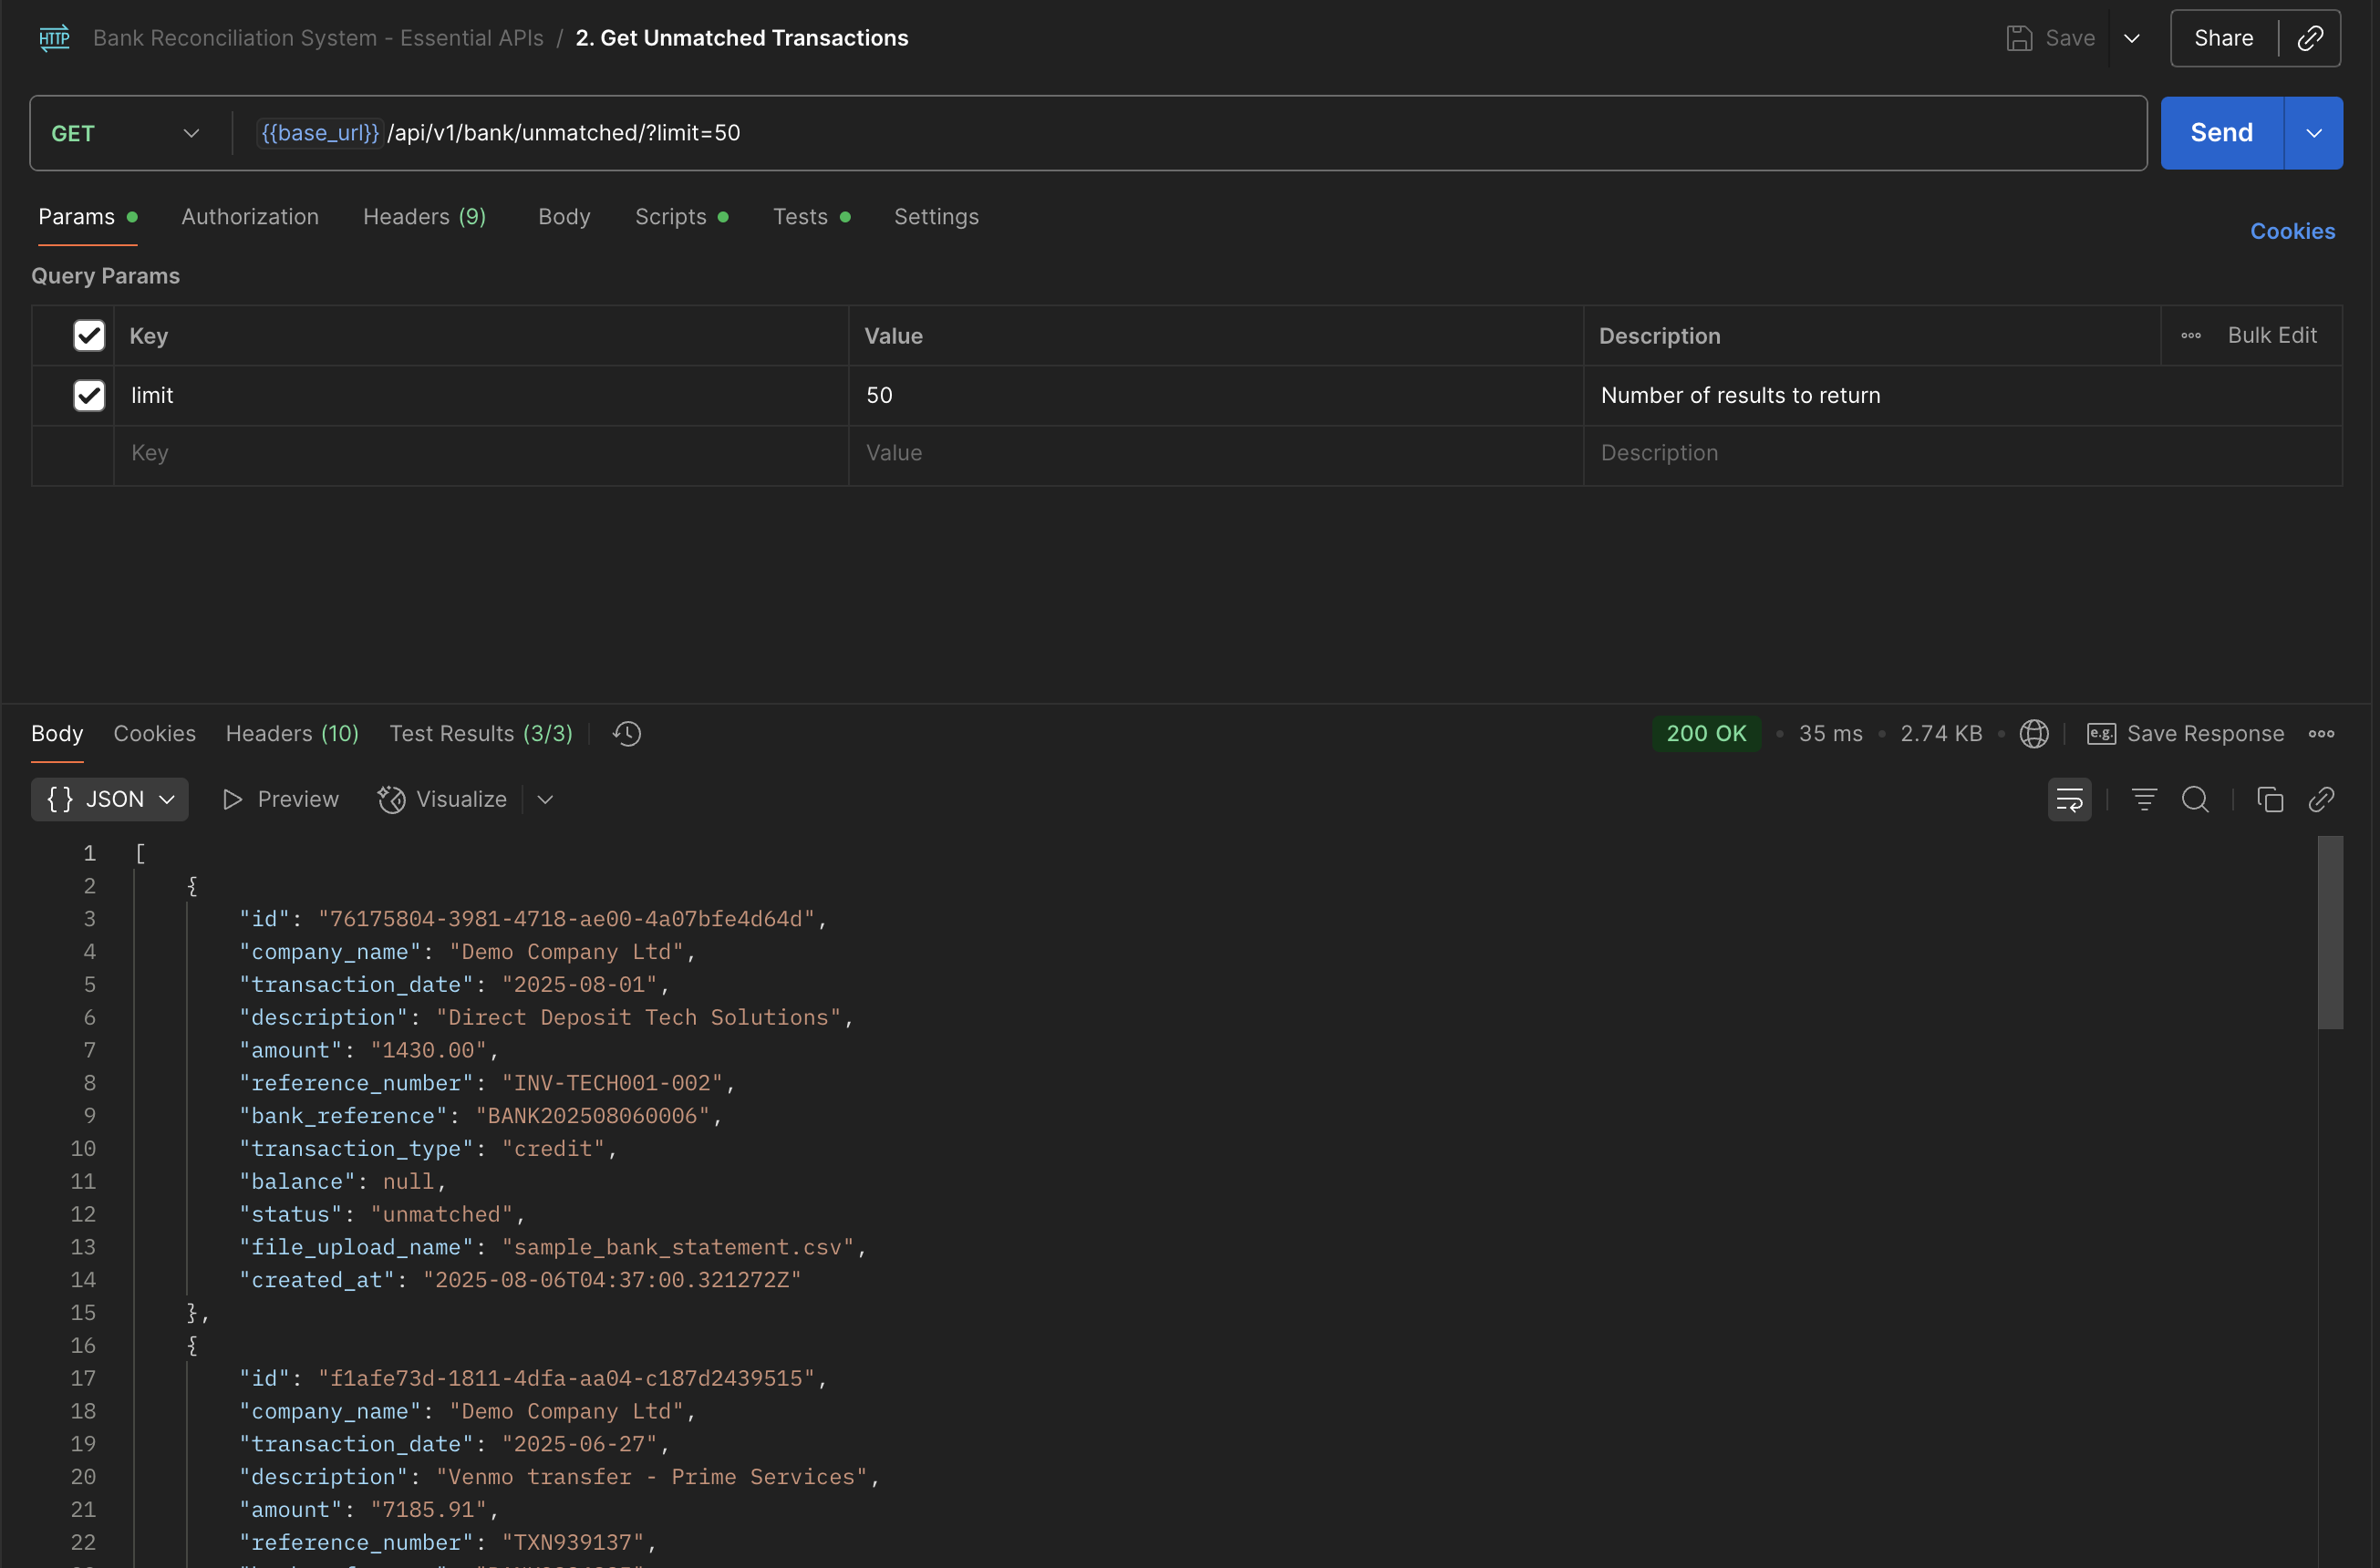 HTTP Bank Reconciliation System - Essential APIs / 2. Get Unmatched Transactions Save Share
GET {{base_url}} /api/v1/bank/unmatched/?limit=50 Send
Params Authorization Headers (9) Body Scripts Tests Settings Cookies
Query Params
Key Value Description Bulk Edit
limit 50 Number of results to return
Key Value Description
Body Cookies Headers (10) Test Results (3/3) 200 OK • 35 ms • 2.74 KB • e.g. Save Response
{} JSON Preview Visualize
1 [
2 {
3 "id": "76175804-3981-4718-ae00-4a07bfe4d64d",
4 "company_name": "Demo Company Ltd",
5 "transaction_date": "2025-08-01",
6 "description": "Direct Deposit Tech Solutions",
7 "amount": "1430.00",
8 "reference_number": "INV-TECH001-002",
9 "bank_reference": "BANK202508060006",
10 "transaction_type": "credit",
11 "balance": null,
12 "status": "unmatched",
13 "file_upload_name": "sample_bank_statement.csv",
14 "created_at": "2025-08-06T04:37:00.321272Z"
15 },
16 {
17 "id": "f1afe73d-1811-4dfa-aa04-c187d2439515",
18 "company_name": "Demo Company Ltd",
19 "transaction_date": "2025-06-27",
20 "description": "Venmo transfer - Prime Services",
21 "amount": "7185.91",
22 "reference_number": "TXN939137",